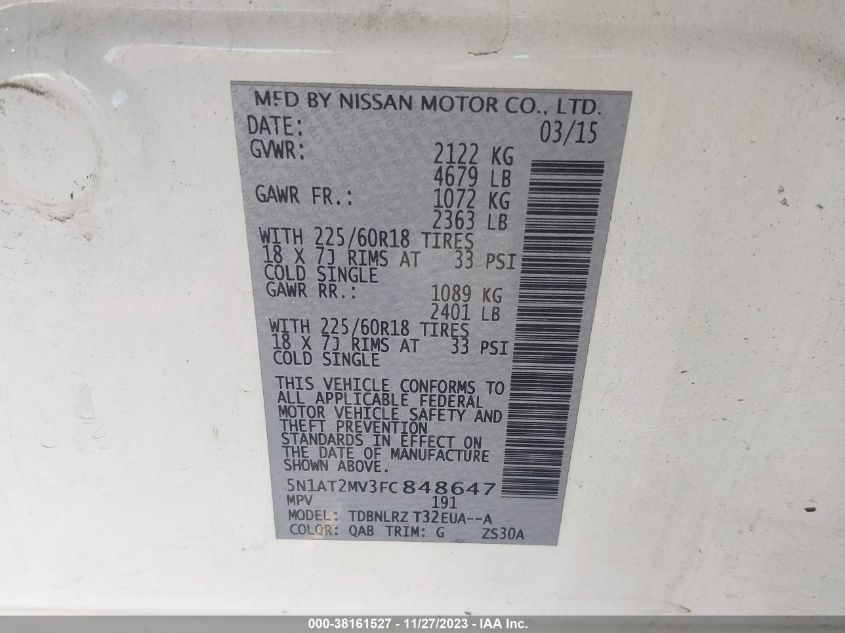 MFD BY NISSAN MOTOR CO., LTD.
DATE: 03/15
GVWR: 2122 KG
4679 LB
GAWR FR.: 1072 KG
2363 LB
WITH 225/60R18 TIRES
18 X 7J RIMS AT 33 PSI
COLD SINGLE
GAWR RR.: 1089 KG
2401 LB
WITH 225/60R18 TIRES
18 X 7J RIMS AT 33 PSI
COLD SINGLE
THIS VEHICLE CONFORMS TO
ALL APPLICABLE FEDERAL
MOTOR VEHICLE SAFETY AND
THEFT PREVENTION
STANDARDS IN EFFECT ON
THE DATE OF MANUFACTURE
SHOWN ABOVE.
5N1AT2MV3FC848647
MPV 191
MODEL: TDBNLRZ T32EUA--A
COLOR: QAB TRIM: G ZS30A
000-38161527 - 11/27/2023 - IAA Inc.